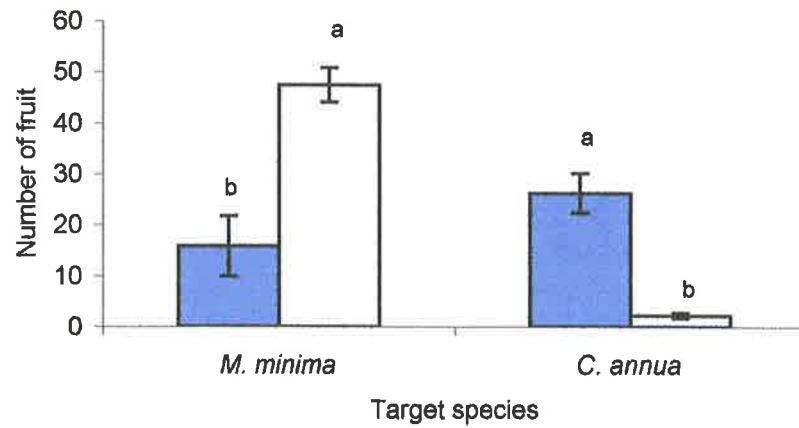 Number of fruit
60
50
40
30
20
10
0
b
a
a
b
M. minima
C. annua
Target species